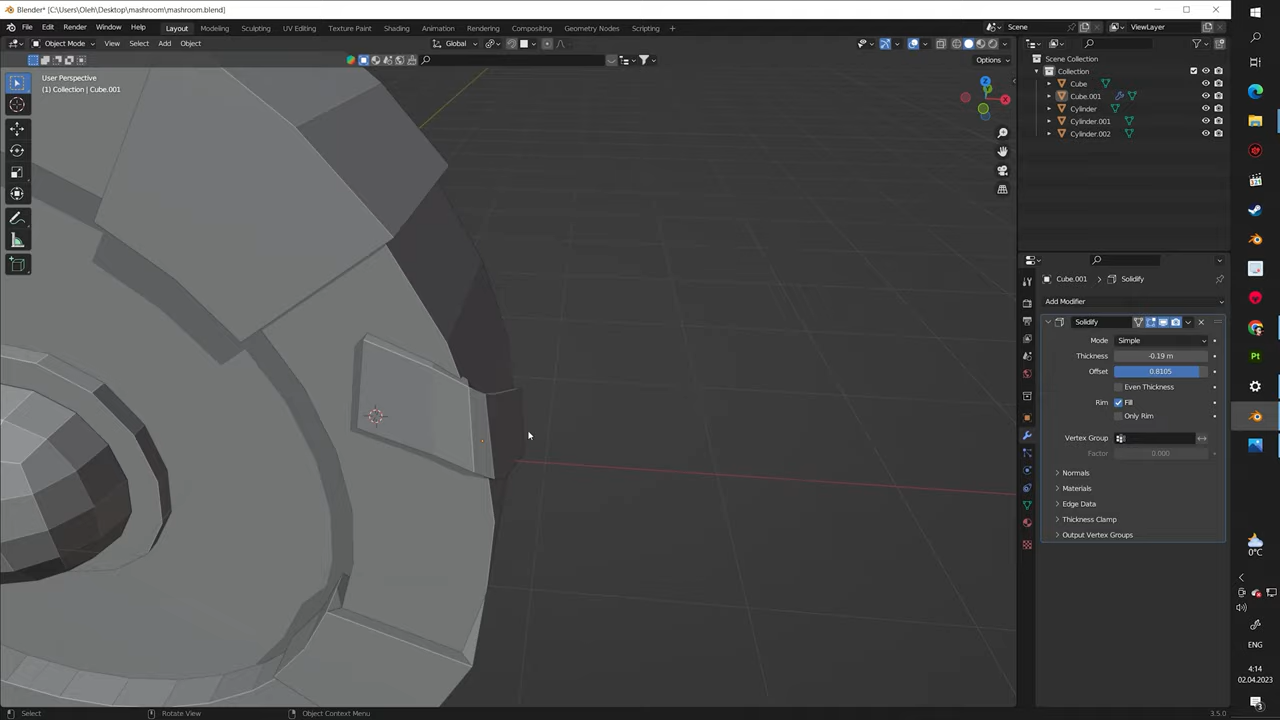 Blender* [C:\Users\Oleh\Desktop\mashroom\mashroom.blend]
File Edit Render Window Help Layout Modeling Sculpting UV Editing Texture Paint Shading Animation Rendering Compositing Geometry Nodes Scripting + Scene ViewLayer
Object Mode View Select Add Object Global
Options
User Perspective
(1) Collection | Cube.001
Scene Collection
Collection
Cube
Cube.001
Cylinder
Cylinder.001
Cylinder.002
Z
X
Cube.001 > Solidify
Add Modifier
Solidify
Mode Simple
Thickness -0.19 m
Offset 0.8105
Even Thickness
Rim Fill
Only Rim
Vertex Group
Factor 0.000
Normals
Materials
Edge Data
Thickness Clamp
Output Vertex Groups
Pt
0°C
ENG
4:14
02.04.2023
Select Rotate View Object Context Menu 3.5.0